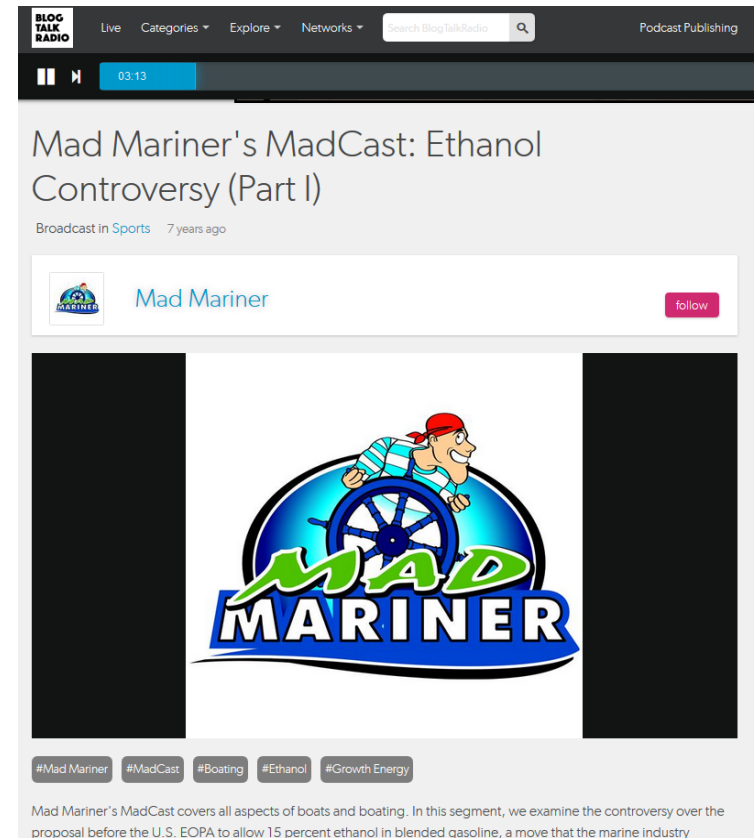 BLOG
TALK
RADIO
Live Categories Explore Networks Search BlogTalkRadio Podcast Publishing
03:13
Mad Mariner's MadCast: Ethanol
Controversy (Part I)
Broadcast in Sports 7 years ago
MAD
MARINER
Mad Mariner
follow
MAD
MARINER
#Mad Mariner #MadCast #Boating #Ethanol #Growth Energy
Mad Mariner's MadCast covers all aspects of boats and boating. In this segment, we examine the controversy over the
proposal before the U.S. EOPA to allow 15 percent ethanol in blended gasoline, a move that the marine industry